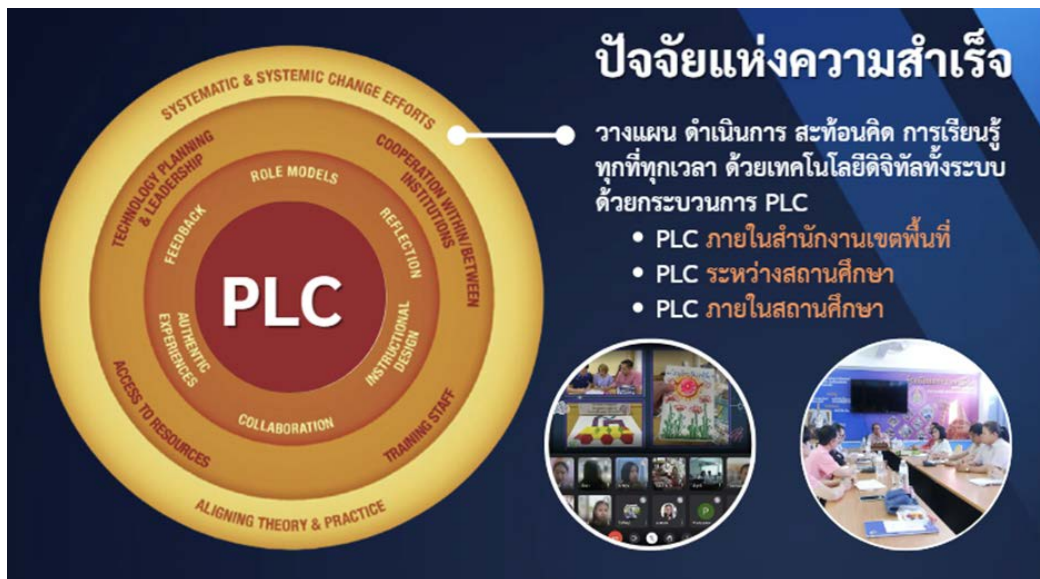 ปัจจัยแห่งความสำเร็จ
วางแผน ดำเนินการ สะท้อนคิด การเรียนรู้
ทุกที่ทุกเวลา ด้วยเทคโนโลยีดิจิทัลทั้งระบบ
ด้วยกระบวนการ PLC
• PLC ภายในสำนักงานเขตพื้นที่
• PLC ระหว่างสถานศึกษา
• PLC ภายในสถานศึกษา
SYSTEMATIC & SYSTEMIC CHANGE EFFORTS
TECHNOLOGY PLANNING
& LEADERSHIP
COOPERATION WITHIN/BETWEEN
INSTITUTIONS
ROLE MODELS
FEEDBACK
REFLECTION
PLC
AUTHENTIC
EXPERIENCES
INSTRUCTIONAL
DESIGN
COLLABORATION
ACCESS TO RESOURCES
TRAINING STAFF
ALIGNING THEORY & PRACTICE
P